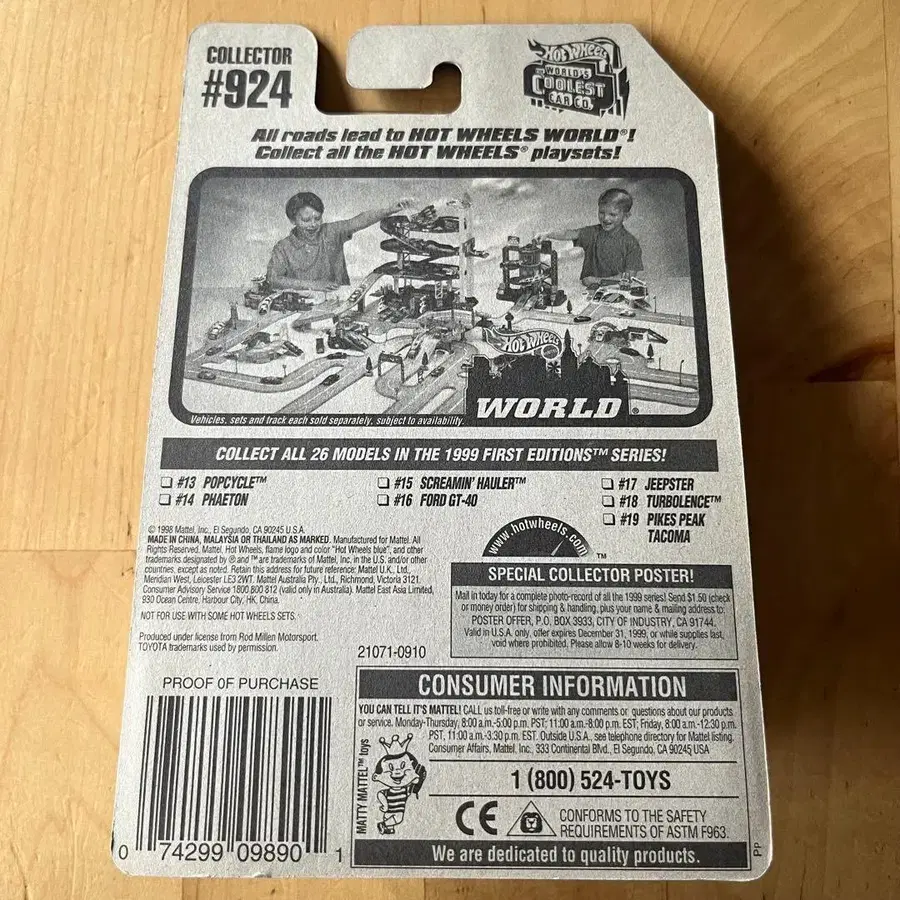 COLLECTOR
#924
HOT WHEELS
THE WORLD'S
COOLEST
CAR CO.
All roads lead to HOT WHEELS WORLD®!
Collect all the HOT WHEELS® playsets!
HOT WHEELS
WORLD®
Vehicles, sets and track each sold separately, subject to availability.
COLLECT ALL 26 MODELS IN THE 1999 FIRST EDITIONS™ SERIES!
#13 POPCYCLE™
#14 PHAETON
#15 SCREAMIN' HAULER™
#16 FORD GT-40
#17 JEEPSTER
#18 TURBOLENCE™
#19 PIKES PEAK
TACOMA
© 1998 Mattel, Inc., El Segundo, CA 90245 U.S.A.
MADE IN CHINA, MALAYSIA OR THAILAND AS MARKED. Manufactured for Mattel. All
Rights Reserved. Mattel, Hot Wheels, flame logo and color "Hot Wheels blue", and other
trademarks designated by ® and ™ are trademarks of Mattel, Inc. in the U.S. and/or other
countries, except as noted. Retain this address for future reference: Mattel U.K., Ltd.,
Meridian West, Leicester LE3 2WT. Mattel Australia Pty., Ltd., Richmond, Victoria 3121.
Consumer Advisory Service 1800 800 812 (valid only in Australia). Mattel East Asia Limited,
930 Ocean Centre, Harbour City, HK, China.
NOT FOR USE WITH SOME HOT WHEELS SETS.
Produced under license from Rod Millen Motorsport.
TOYOTA trademarks used by permission.
21071-0910
www.hotwheels.com
™
SPECIAL COLLECTOR POSTER!
Mail in today for a complete photo-record of all the 1999 series! Send $1.50 (check
or money order) for shipping & handling, plus your name & mailing address to:
POSTER OFFER, P.O. BOX 3933, CITY OF INDUSTRY, CA 91744.
Valid in U.S.A. only, offer expires December 31, 1999, or while supplies last,
void where prohibited. Please allow 8-10 weeks for delivery.
PROOF OF PURCHASE
0 74299 09890 1
CONSUMER INFORMATION
YOU CAN TELL IT'S MATTEL! CALL us toll-free or write with any comments or questions about our products
or service. Monday-Thursday, 8:00 a.m.-5:00 p.m. PST; 11:00 a.m.-8:00 p.m. EST; Friday, 8:00 a.m.-12:30 p.m.
PST, 11:00 a.m.-3:30 p.m. EST. Outside U.S.A., see telephone directory for Mattel listing.
Consumer Affairs, Mattel, Inc., 333 Continental Blvd., El Segundo, CA 90245 USA
MATTY MATTEL™ toys
1 (800) 524-TOYS
CE
CONFORMS TO THE SAFETY
REQUIREMENTS OF ASTM F963.
We are dedicated to quality products.
Pp